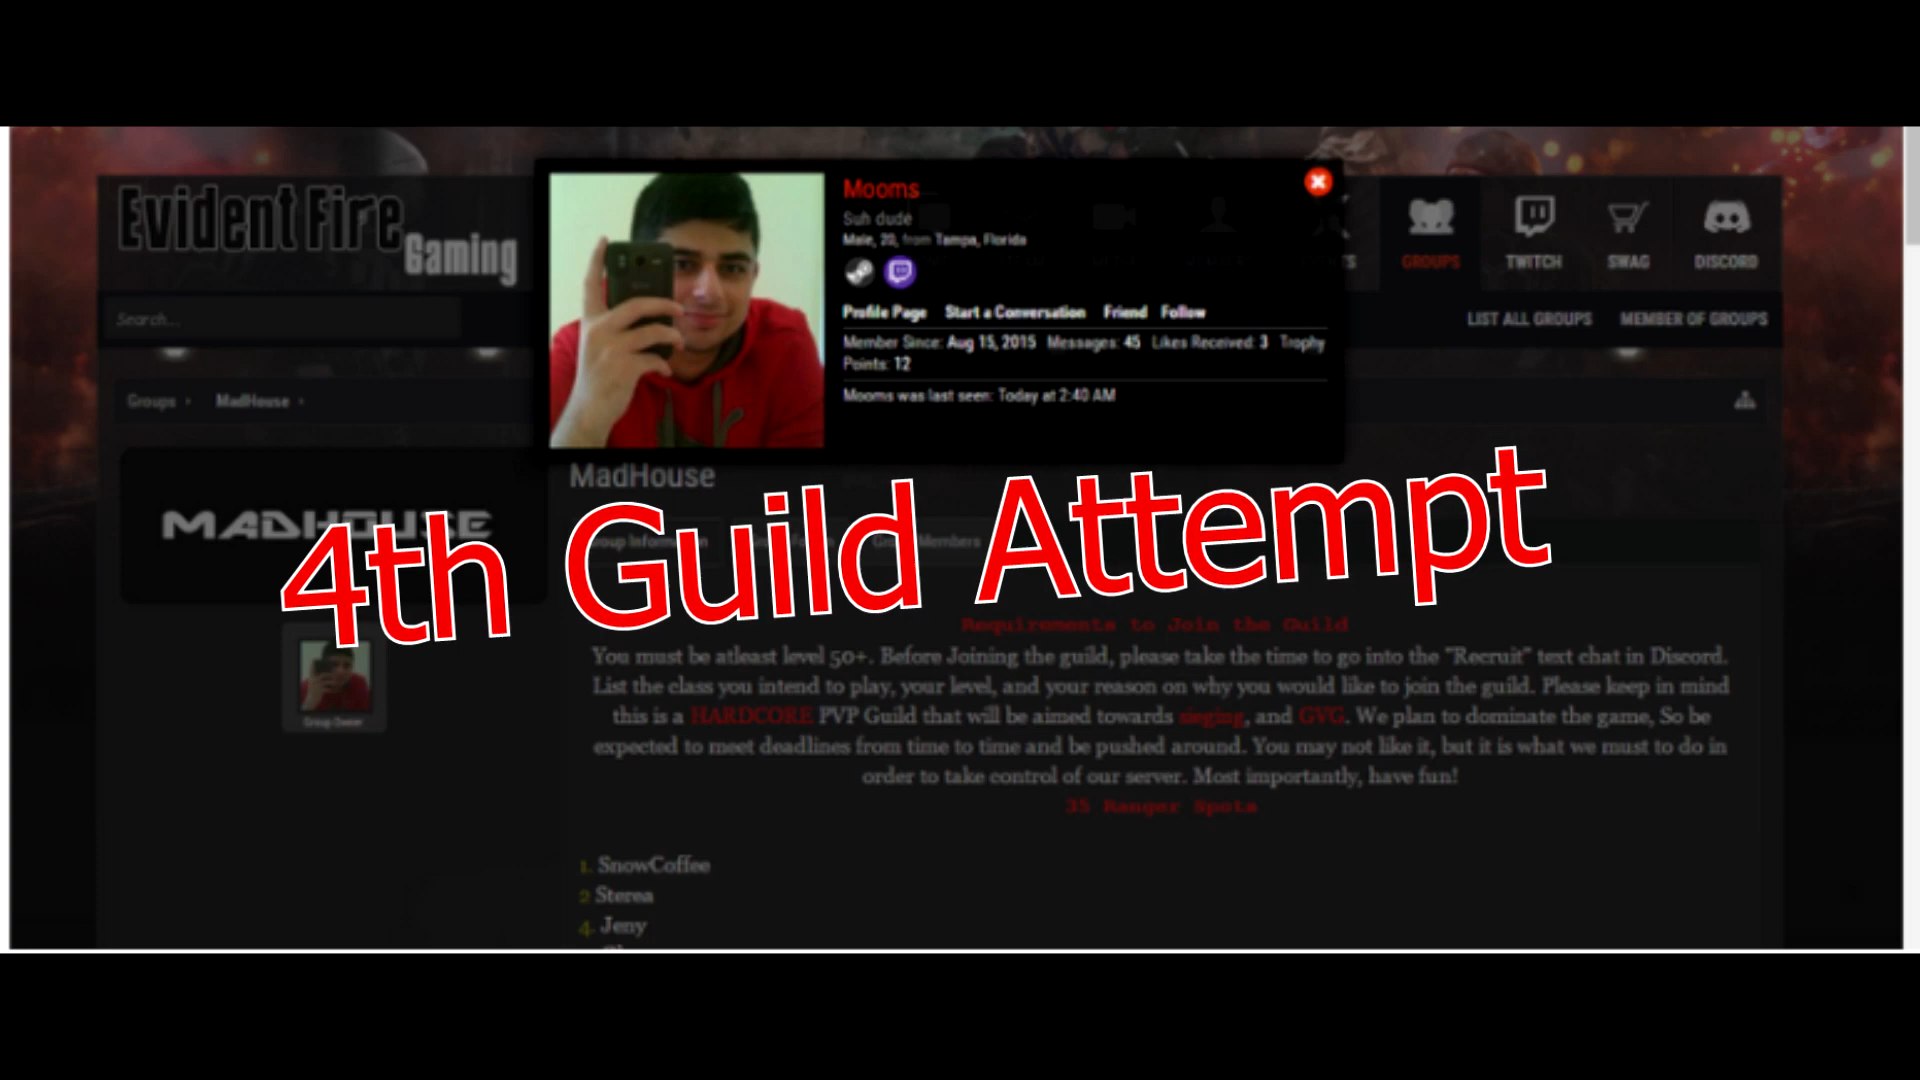 Evident Fire
Gaming
Mooms
Suh dude
Male, 20, from Tampa, Florida
GROUPS
TWITCH
SWAG
DISCORD
Profile Page Start a Conversation Friend Follow
Search...
LIST ALL GROUPS MEMBER OF GROUPS
Member Since: Aug 15, 2015 Messages: 45 Likes Received: 3 Trophy
Points: 12
Mooms was last seen: Today at 2:40 AM
Groups MadHouse
MadHouse
MADHOUSE
4th Guild Attempt
Group Information Members
Requirements to Join the Guild
You must be atleast level 50+. Before Joining the guild, please take the time to go into the "Recruit" text chat in Discord.
List the class you intend to play, your level, and your reason on why you would like to join the guild. Please keep in mind
this is a HARDCORE PVP Guild that will be aimed towards sieging, and GVG. We plan to dominate the game, So be
expected to meet deadlines from time to time and be pushed around. You may not like it, but it is what we must to do in
order to take control of our server. Most importantly, have fun!
Group Owner
35 Ranger Spots
1. SnowCoffee
2 Sterea
4. Jeny